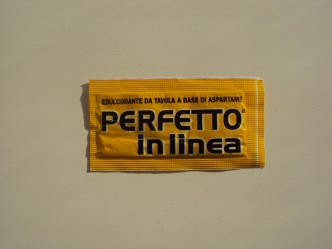 EDULCORANTE DA TAVOLA A BASE DI ASPARTAME
PERFETTO®
in linea